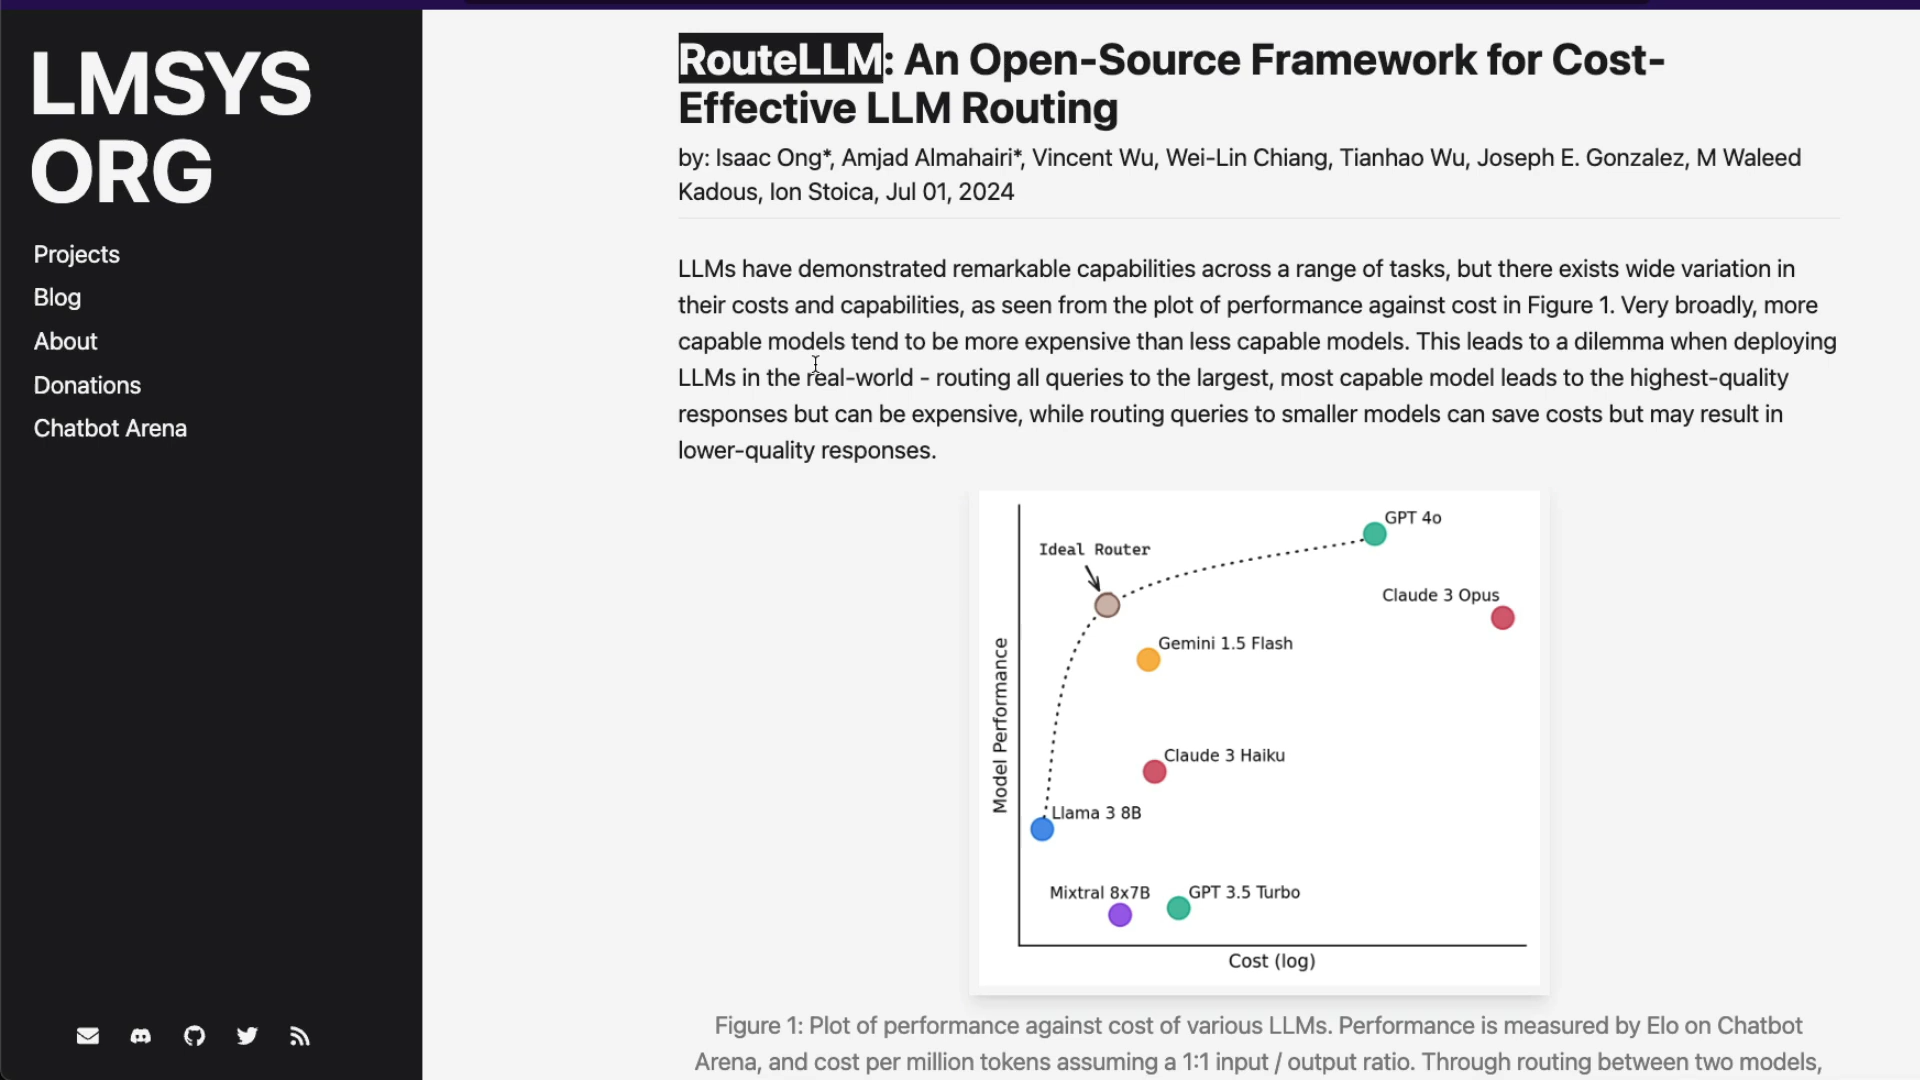 LMSYS
ORG
Projects
Blog
About
Donations
Chatbot Arena
RouteLLM: An Open-Source Framework for Cost-
Effective LLM Routing
by: Isaac Ong*, Amjad Almahairi*, Vincent Wu, Wei-Lin Chiang, Tianhao Wu, Joseph E. Gonzalez, M Waleed
Kadous, Ion Stoica, Jul 01, 2024
LLMs have demonstrated remarkable capabilities across a range of tasks, but there exists wide variation in
their costs and capabilities, as seen from the plot of performance against cost in Figure 1. Very broadly, more
capable models tend to be more expensive than less capable models. This leads to a dilemma when deploying
LLMs in the real-world - routing all queries to the largest, most capable model leads to the highest-quality
responses but can be expensive, while routing queries to smaller models can save costs but may result in
lower-quality responses.
GPT 4o
Ideal Router
Claude 3 Opus
Gemini 1.5 Flash
Model Performance
Claude 3 Haiku
Llama 3 8B
Mixtral 8x7B
GPT 3.5 Turbo
Cost (log)
Figure 1: Plot of performance against cost of various LLMs. Performance is measured by Elo on Chatbot
Arena, and cost per million tokens assuming a 1:1 input / output ratio. Through routing between two models,